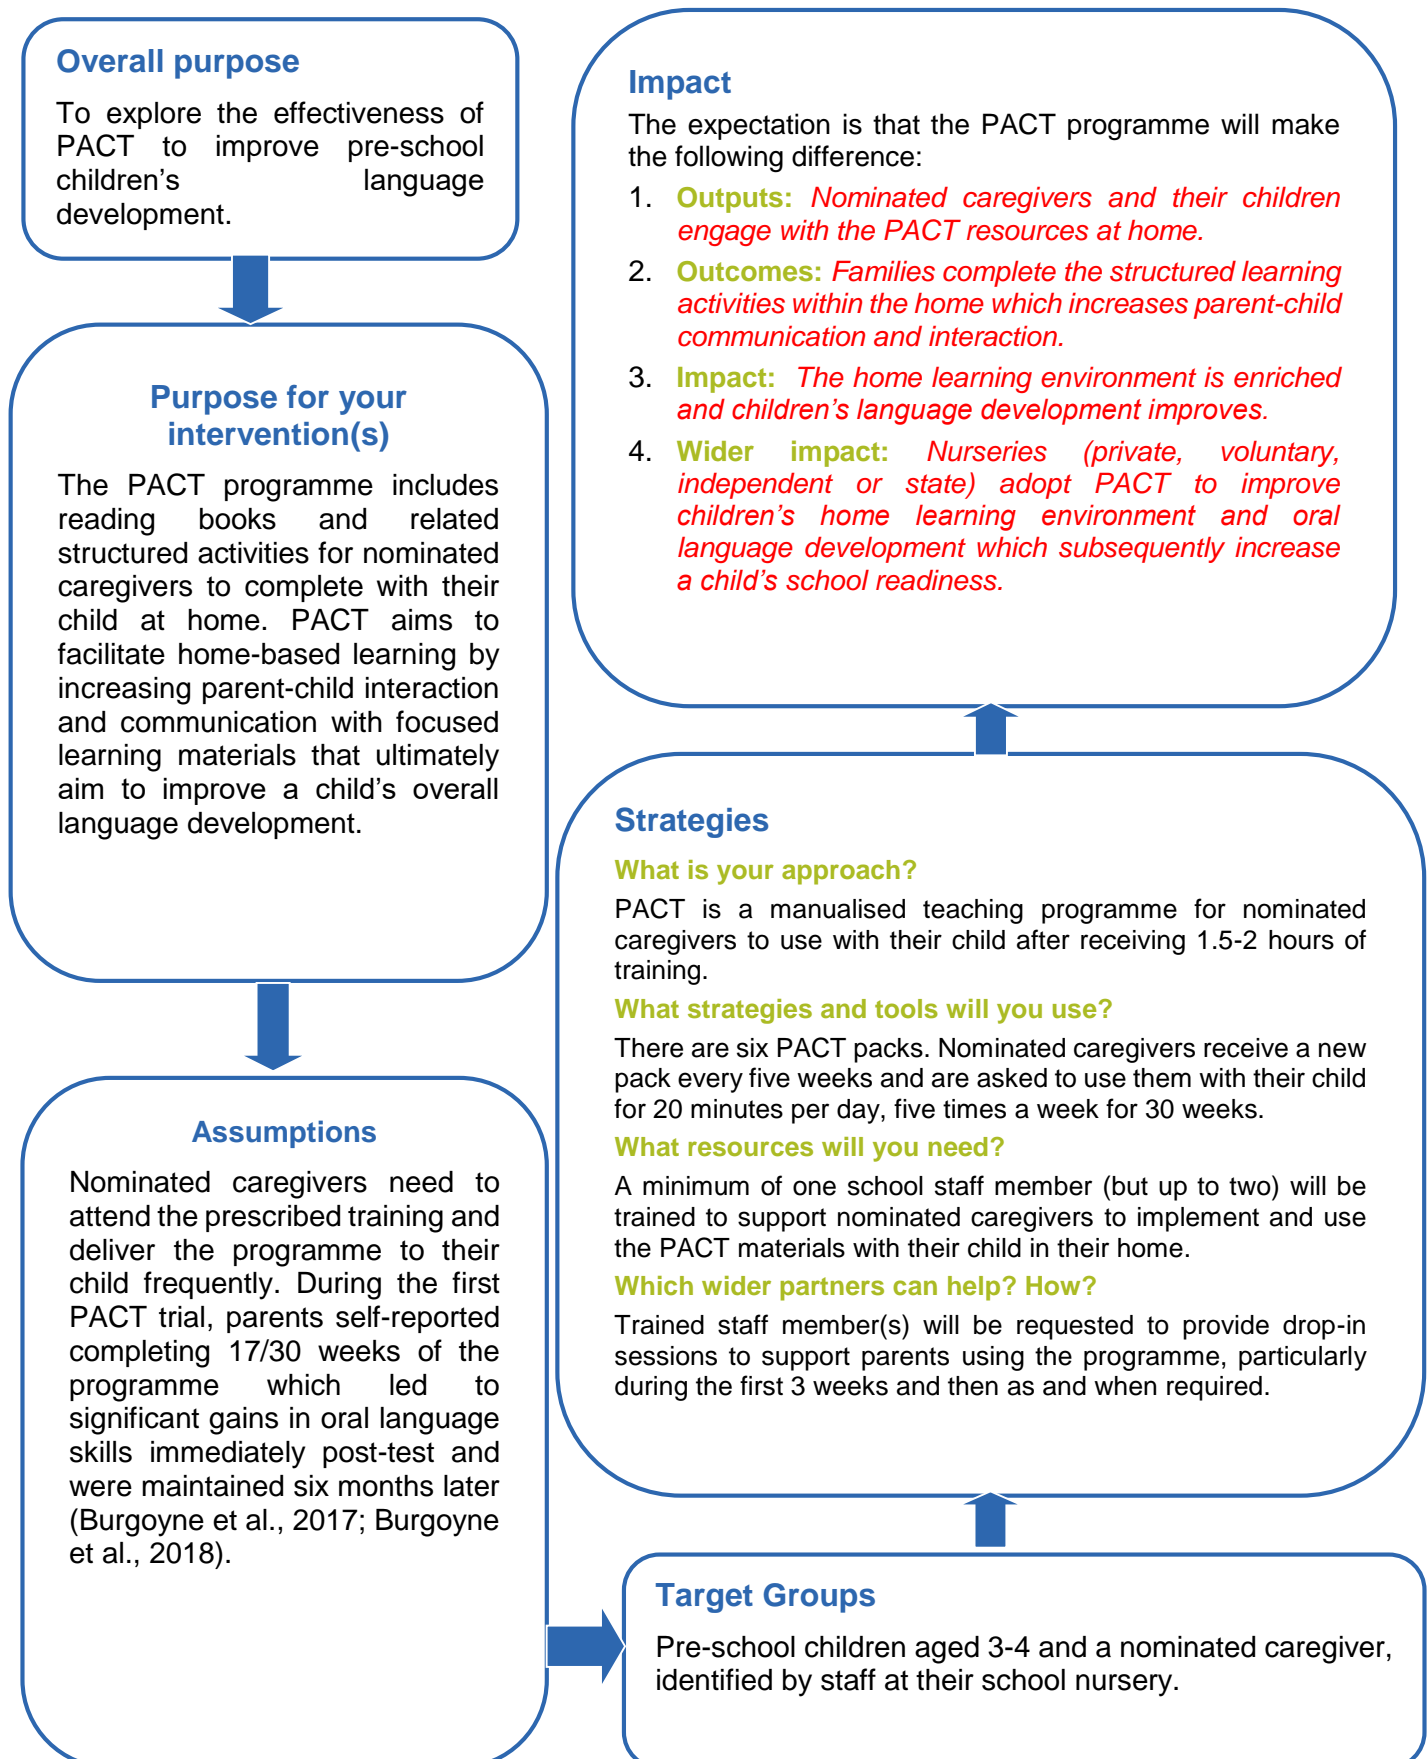 Overall purpose
To explore the effectiveness of
PACT to improve pre-school
children’s language
development.
Purpose for your
intervention(s)
The PACT programme includes
reading books and related
structured activities for nominated
caregivers to complete with their
child at home. PACT aims to
facilitate home-based learning by
increasing parent-child interaction
and communication with focused
learning materials that ultimately
aim to improve a child’s overall
language development.
Assumptions
Nominated caregivers need to
attend the prescribed training and
deliver the programme to their
child frequently. During the first
PACT trial, parents self-reported
completing 17/30 weeks of the
programme which led to
significant gains in oral language
skills immediately post-test and
were maintained six months later
(Burgoyne et al., 2017; Burgoyne
et al., 2018).
Target Groups
Pre-school children aged 3-4 and a nominated caregiver,
identified by staff at their school nursery.
Strategies
What is your approach?
PACT is a manualised teaching programme for nominated
caregivers to use with their child after receiving 1.5-2 hours of
training.
What strategies and tools will you use?
There are six PACT packs. Nominated caregivers receive a new
pack every five weeks and are asked to use them with their child
for 20 minutes per day, five times a week for 30 weeks.
What resources will you need?
A minimum of one school staff member (but up to two) will be
trained to support nominated caregivers to implement and use
the PACT materials with their child in their home.
Which wider partners can help? How?
Trained staff member(s) will be requested to provide drop-in
sessions to support parents using the programme, particularly
during the first 3 weeks and then as and when required.
Impact
The expectation is that the PACT programme will make
the following difference:
1. Outputs: Nominated caregivers and their children
engage with the PACT resources at home.
2. Outcomes: Families complete the structured learning
activities within the home which increases parent-child
communication and interaction.
3. Impact: The home learning environment is enriched
and children’s language development improves.
4. Wider impact: Nurseries (private, voluntary,
independent or state) adopt PACT to improve
children’s home learning environment and oral
language development which subsequently increase
a child’s school readiness.